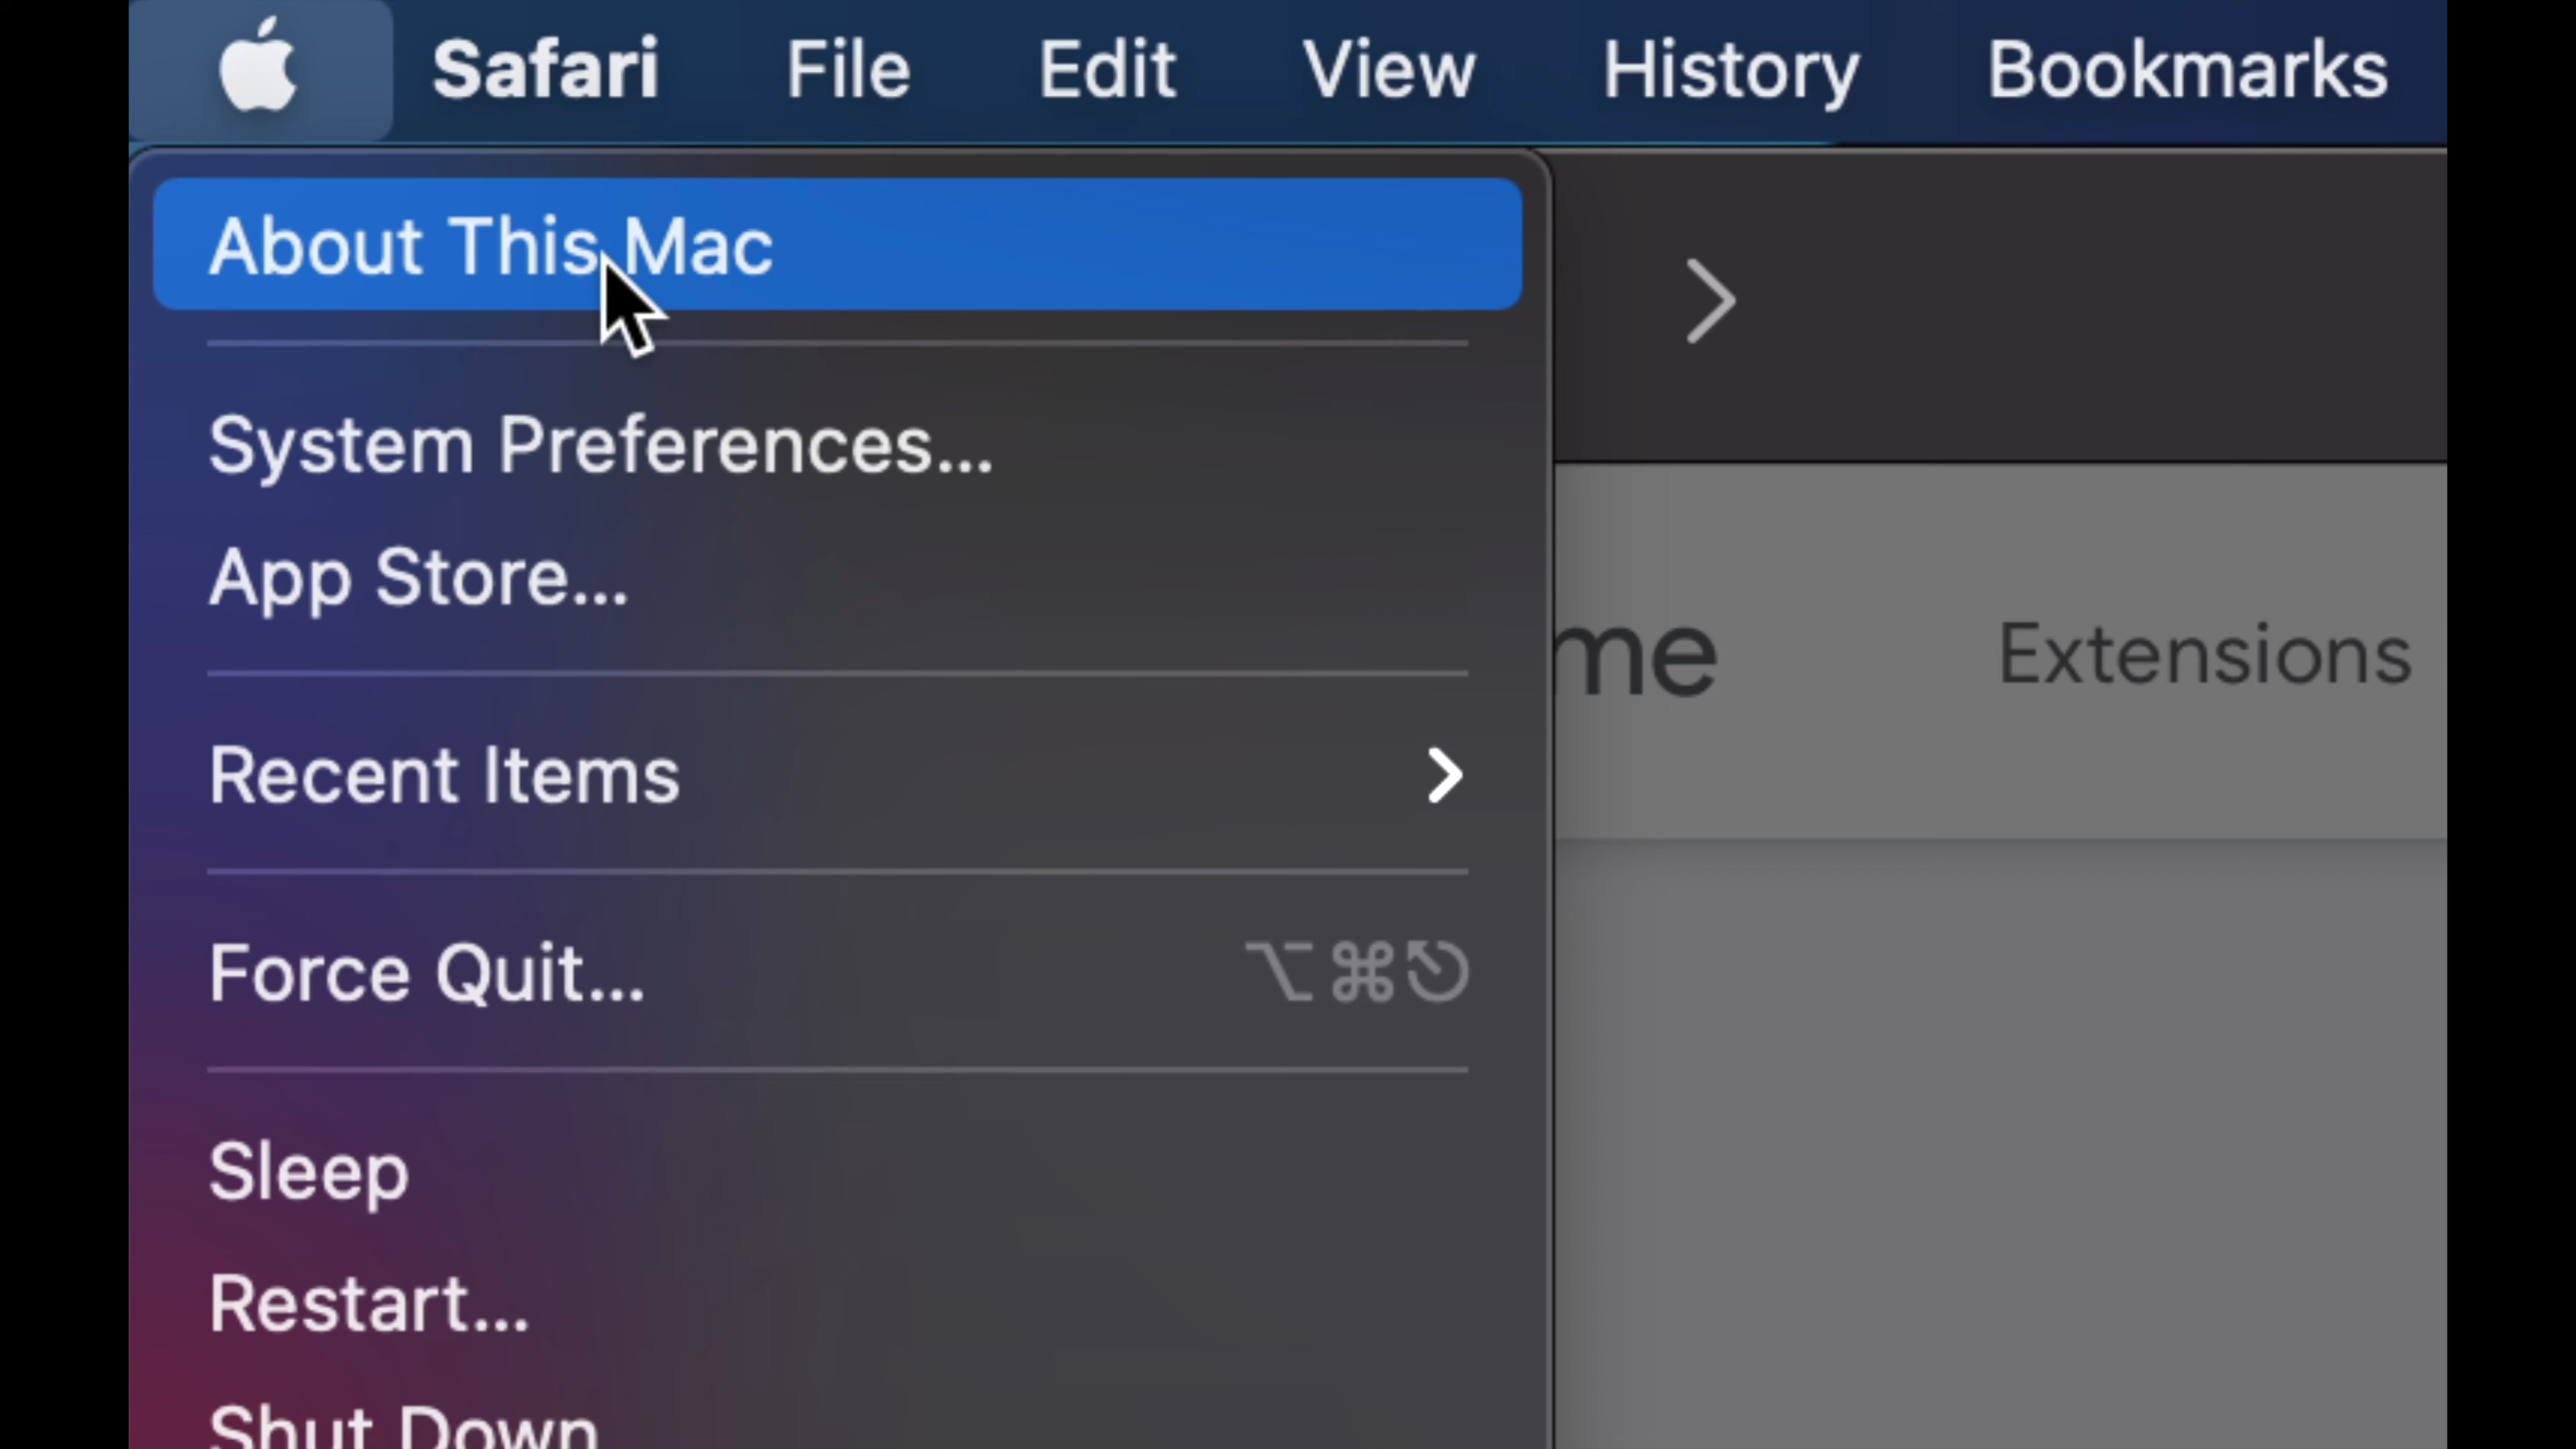 Safari File Edit View History Bookmarks
About This Mac
System Preferences...
App Store...
me Extensions
Recent Items
Force Quit... ⌥⌘⎋
Sleep
Restart...
Shut Down